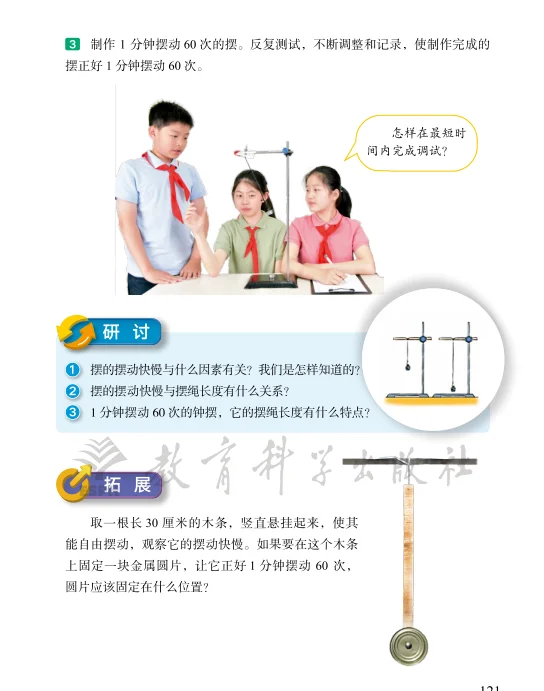 3 制作 1 分钟摆动 60 次的摆。反复测试，不断调整和记录，使制作完成的
摆正好 1 分钟摆动 60 次。
怎样在最短时
间内完成调试？
研 讨
1 摆的摆动快慢与什么因素有关？我们是怎样知道的？
2 摆的摆动快慢与摆绳长度有什么关系？
3 1 分钟摆动 60 次的钟摆，它的摆绳长度有什么特点？
教育科学出版社
拓 展
取一根长 30 厘米的木条，竖直悬挂起来，使其
能自由摆动，观察它的摆动快慢。如果要在这个木条
上固定一块金属圆片，让它正好 1 分钟摆动 60 次，
圆片应该固定在什么位置？
121